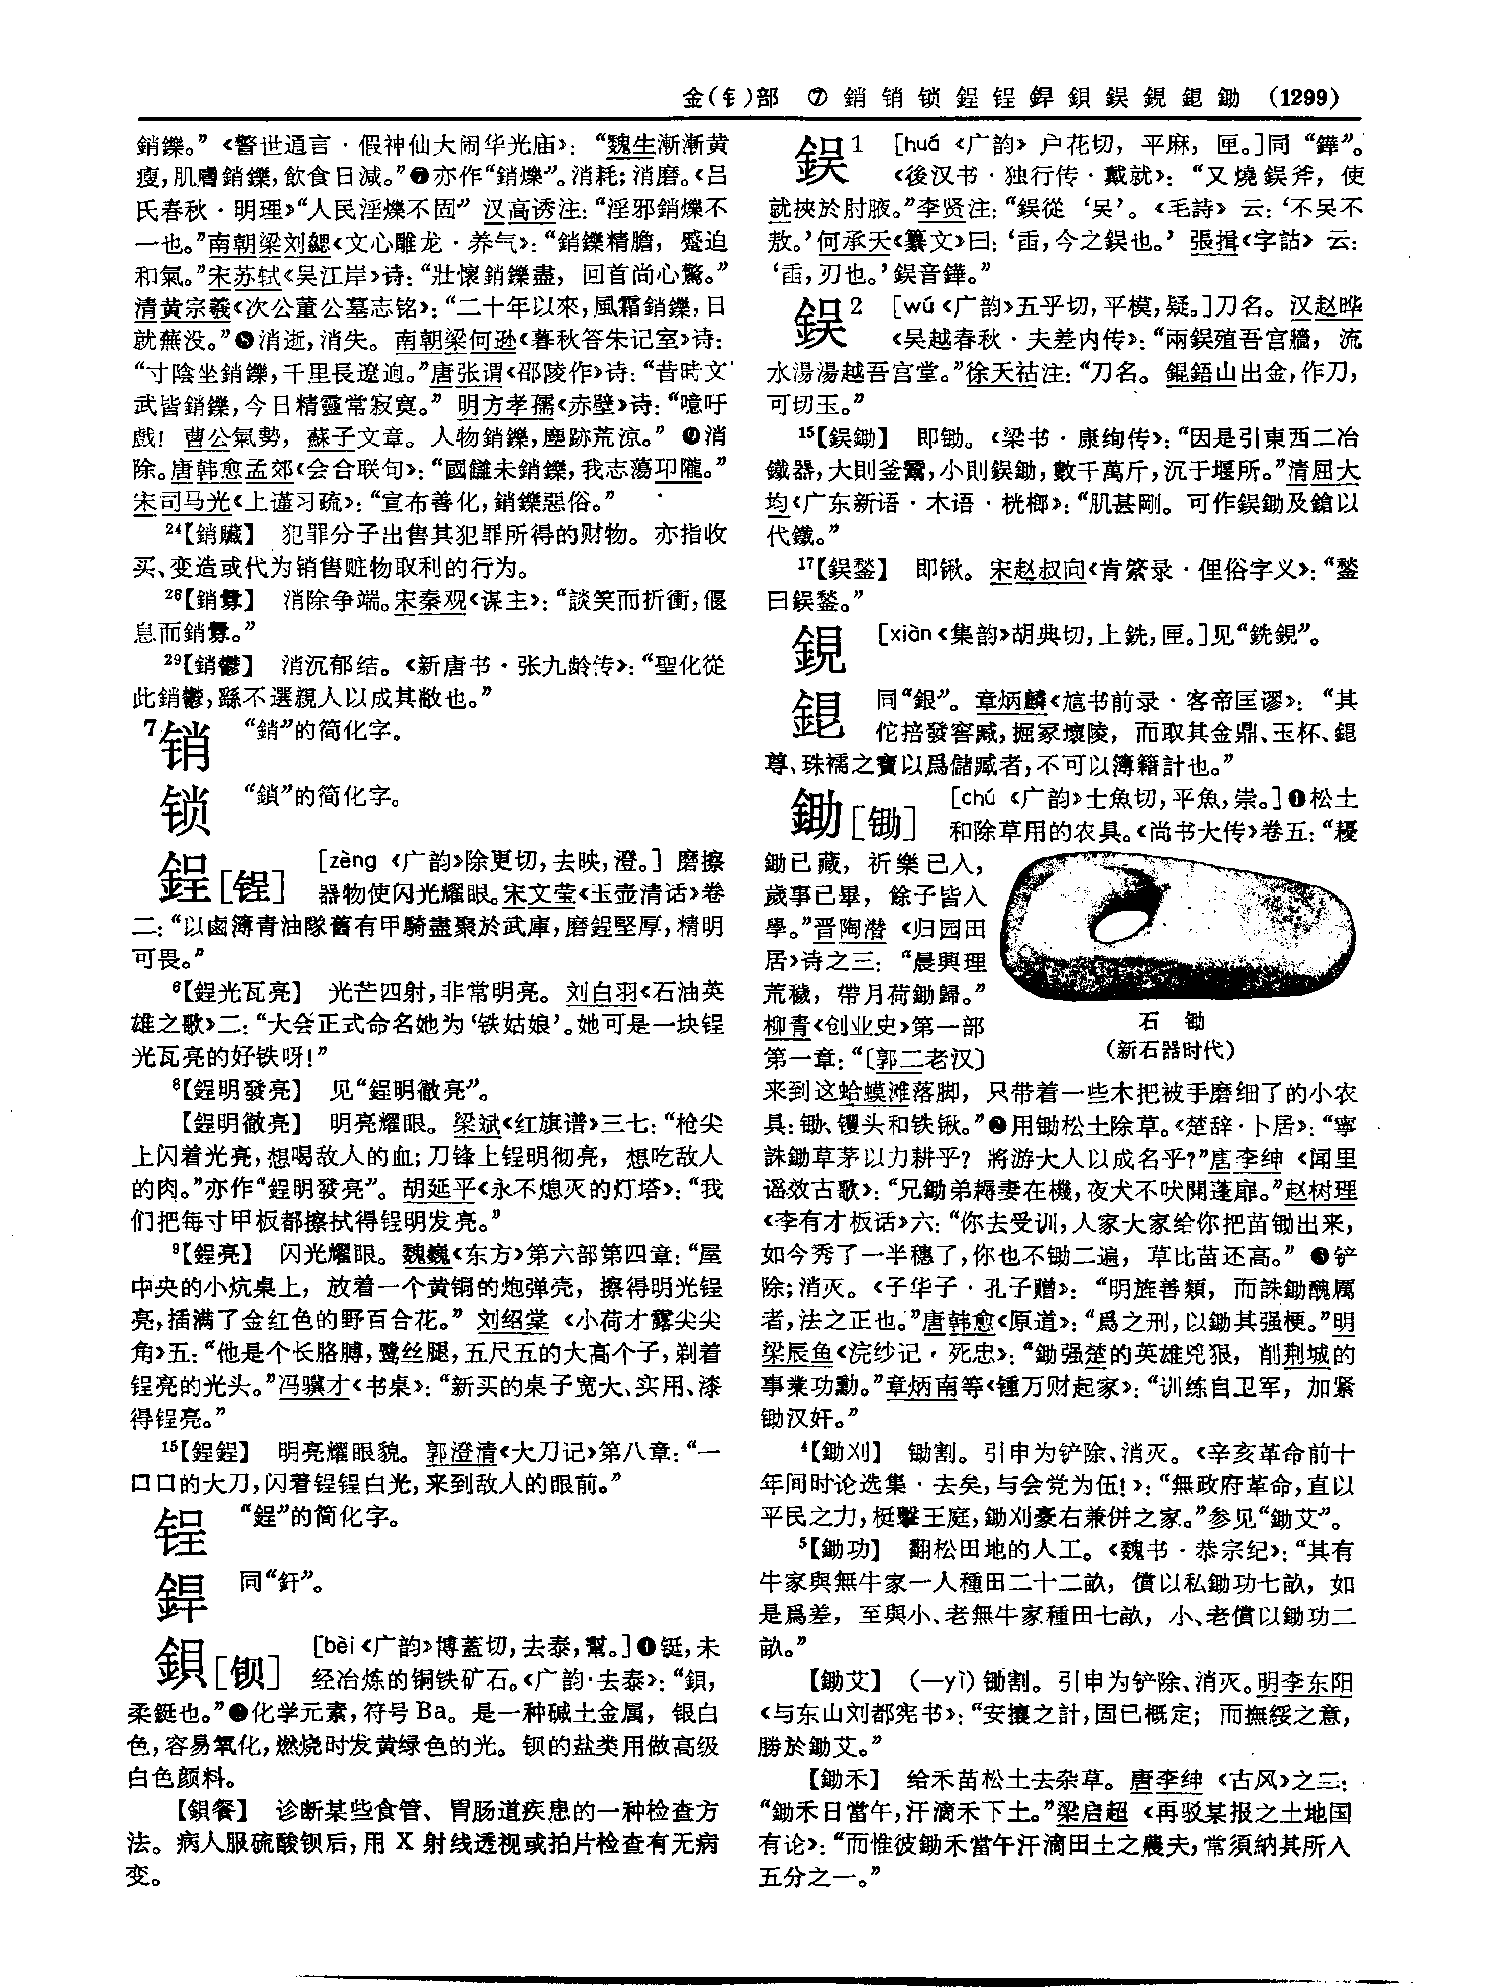 金(钅)部 ⑦ 銷 销 锁 鋥 锃 銲 鋇 鋘 鋧 錕 鋤 (1299)
銷鑠。”《警世通言·假神仙大闹华光庙》：“魏生渐渐黄
瘦，肌膚銷鑠，飲食日減。”❼亦作“銷爍”。消耗；消磨。《吕
氏春秋·明理》“人民淫爍不固” 汉高诱注：“淫邪銷爍不
一也。”南朝梁刘勰《文心雕龙·养气》：“銷鑠精膽，蹙迫
和氣。”宋苏轼《吴江岸》诗：“壯懷銷鑠盡，回首尚心驚。”
清黄宗羲《次公董公墓志铭》：“二十年以來，風霜銷鑠，日
就蕪没。”❽消逝，消失。南朝梁何逊《暮秋答朱记室》诗：
“寸陰坐銷鑠，千里長遼迥。”唐张谓《邵陵作》诗：“昔時文
武皆銷鑠，今日精靈常寂寞。”明方孝孺《赤壁》诗：“噫吁
戲！曹公氣勢，蘇子文章。人物銷鑠，塵跡荒凉。”❾消
除。唐韩愈孟郊《会合联句》：“國讎未銷鑠，我志蕩卭隴。”
宋司马光《上谨习疏》：“宣布善化，銷鑠惡俗。”
24【銷贜】 犯罪分子出售其犯罪所得的财物。亦指收
买、变造或代为销售赃物取利的行为。
26【銷釁】 消除争端。宋秦观《谋主》：“談笑而折衝，偃
息而銷釁。”
29【銷鬱】 消沉郁结。《新唐书·张九龄传》：“聖化從
此銷鬱，繇不選親人以成其敝也。”
7销 “銷”的简化字。
锁 “鎖”的简化字。
鋥［锃］ ［zèng《广韵》除更切，去映，澄。］磨擦
器物使闪光耀眼。宋文莹《玉壶清话》卷
二：“以鹵簿青油隊舊有甲騎盡聚於武庫，磨鋥堅厚，精明
可畏。”
6【鋥光瓦亮】 光芒四射，非常明亮。刘白羽《石油英
雄之歌》二：“大会正式命名她为‘铁姑娘’。她可是一块锃
光瓦亮的好铁呀！”
8【鋥明發亮】 见“鋥明徹亮”。
【鋥明徹亮】 明亮耀眼。梁斌《红旗谱》三七：“枪尖
上闪着光亮，想喝敌人的血；刀锋上锃明彻亮，想吃敌人
的肉。”亦作“鋥明發亮”。胡延平《永不熄灭的灯塔》：“我
们把每寸甲板都擦拭得锃明发亮。”
9【鋥亮】 闪光耀眼。魏巍《东方》第六部第四章：“屋
中央的小炕桌上，放着一个黄铜的炮弹壳，擦得明光锃
亮，插满了金红色的野百合花。”刘绍棠《小荷才露尖尖
角》五：“他是个长胳膊，鹭丝腿，五尺五的大高个子，剃着
锃亮的光头。”冯骥才《书桌》：“新买的桌子宽大、实用、漆
得锃亮。”
15【鋥鋥】 明亮耀眼貌。郭澄清《大刀记》第八章：“一
口口的大刀，闪着锃锃白光，来到敌人的眼前。”
锃 “鋥”的简化字。
銲 同“釬”。
鋇［钡］ ［bèi《广韵》博蓋切，去泰，幫。］❶铤，未
经冶炼的铜铁矿石。《广韵·去泰》：“鋇，
柔鋌也。”❷化学元素，符号Ba。是一种碱土金属，银白
色，容易氧化，燃烧时发黄绿色的光。钡的盐类用做高级
白色颜料。
【鋇餐】 诊断某些食管、胃肠道疾患的一种检查方
法。病人服硫酸钡后，用 X 射线透视或拍片检查有无病
变。
鋘1 ［huá《广韵》户花切，平麻，匣。］同“鏵”。
《後汉书·独行传·戴就》：“又燒鋘斧，使
就挾於肘腋。”李贤注：“鋘從‘吴’。《毛詩》云：‘不吴不
敖。’何承天《纂文》曰：‘臿，今之鋘也。’張揖《字詁》云：
‘臿，刃也。’鋘音鏵。”
鋘2 ［wú《广韵》五乎切，平模，疑。］刀名。汉赵晔
《吴越春秋·夫差内传》：“兩鋘殖吾宫牆，流
水湯湯越吾宫堂。”徐天祜注：“刀名。錕鋙山出金，作刀，
可切玉。”
15【鋘鋤】 即锄。《梁书·康绚传》：“因是引東西二冶
鐵器，大則釜鬵，小則鋘鋤，數千萬斤，沉于堰所。”清屈大
均《广东新语·木语·桄榔》：“肌甚剛。可作鋘鋤及鎗以
代鐵。”
17【鋘鍫】 即锹。宋赵叔向《肯綮录·俚俗字义》：“鍫
曰鋘鍫。”
鋧 ［xiàn《集韵》胡典切，上銑，匣。］见“銑鋧”。
錕 同“銀”。章炳麟《訄书前录·客帝匡谬》：“其
佗掊發窖臧，掘冢壞陵，而取其金鼎、玉杯、錕
尊、珠襦之寶以爲儲臧者，不可以簿籍計也。”
鋤［锄］ ［chú《广韵》士魚切，平魚，崇。］❶松土
和除草用的农具。《尚书大传》卷五：“耰
鋤已藏，祈樂已入，
歲事已畢，餘子皆入
學。”晋陶潜《归园田
居》诗之三：“晨興理
荒穢，帶月荷鋤歸。”
柳青《创业史》第一部
第一章：“〔郭二老汉〕
石 鋤
（新石器时代）
来到这蛤蟆滩落脚，只带着一些木把被手磨细了的小农
具：锄、镢头和铁锹。”❷用锄松土除草。《楚辞·卜居》：“寧
誅鋤草茅以力耕乎？將游大人以成名乎？”唐李绅《闻里
谣效古歌》：“兄鋤弟耨妻在機，夜犬不吠開蓬扉。”赵树理
《李有才板话》六：“你去受训，人家大家给你把苗锄出来，
如今秀了一半穗了，你也不锄二遍，草比苗还高。”❸铲
除；消灭。《子华子·孔子赠》：“明旌善類，而誅鋤醜厲
者，法之正也。”唐韩愈《原道》：“爲之刑，以鋤其强梗。”明
梁辰鱼《浣纱记·死忠》：“鋤强楚的英雄兇狠，削荆城的
事業功勳。”章炳南等《锺万财起家》：“训练自卫军，加紧
锄汉奸。”
4【鋤刈】 锄割。引申为铲除、消灭。《辛亥革命前十
年间时论选集·去矣，与会党为伍！》：“無政府革命，直以
平民之力，梃擊王庭，鋤刈豪右兼併之家。”参见“鋤艾”。
5【鋤功】 翻松田地的人工。《魏书·恭宗纪》：“其有
牛家與無牛家一人種田二十二畝，償以私鋤功七畝，如
是爲差，至與小、老無牛家種田七畝，小、老償以鋤功二
畝。”
【鋤艾】 （—yì）锄割。引申为铲除、消灭。明李东阳
《与东山刘都宪书》：“安攘之計，固已概定；而撫綏之意，
勝於鋤艾。”
【鋤禾】 给禾苗松土去杂草。唐李绅《古风》之二：
“鋤禾日當午，汗滴禾下土。”梁启超《再驳某报之土地国
有论》：“而惟彼鋤禾當午汗滴田土之農夫，常須納其所入
五分之一。”